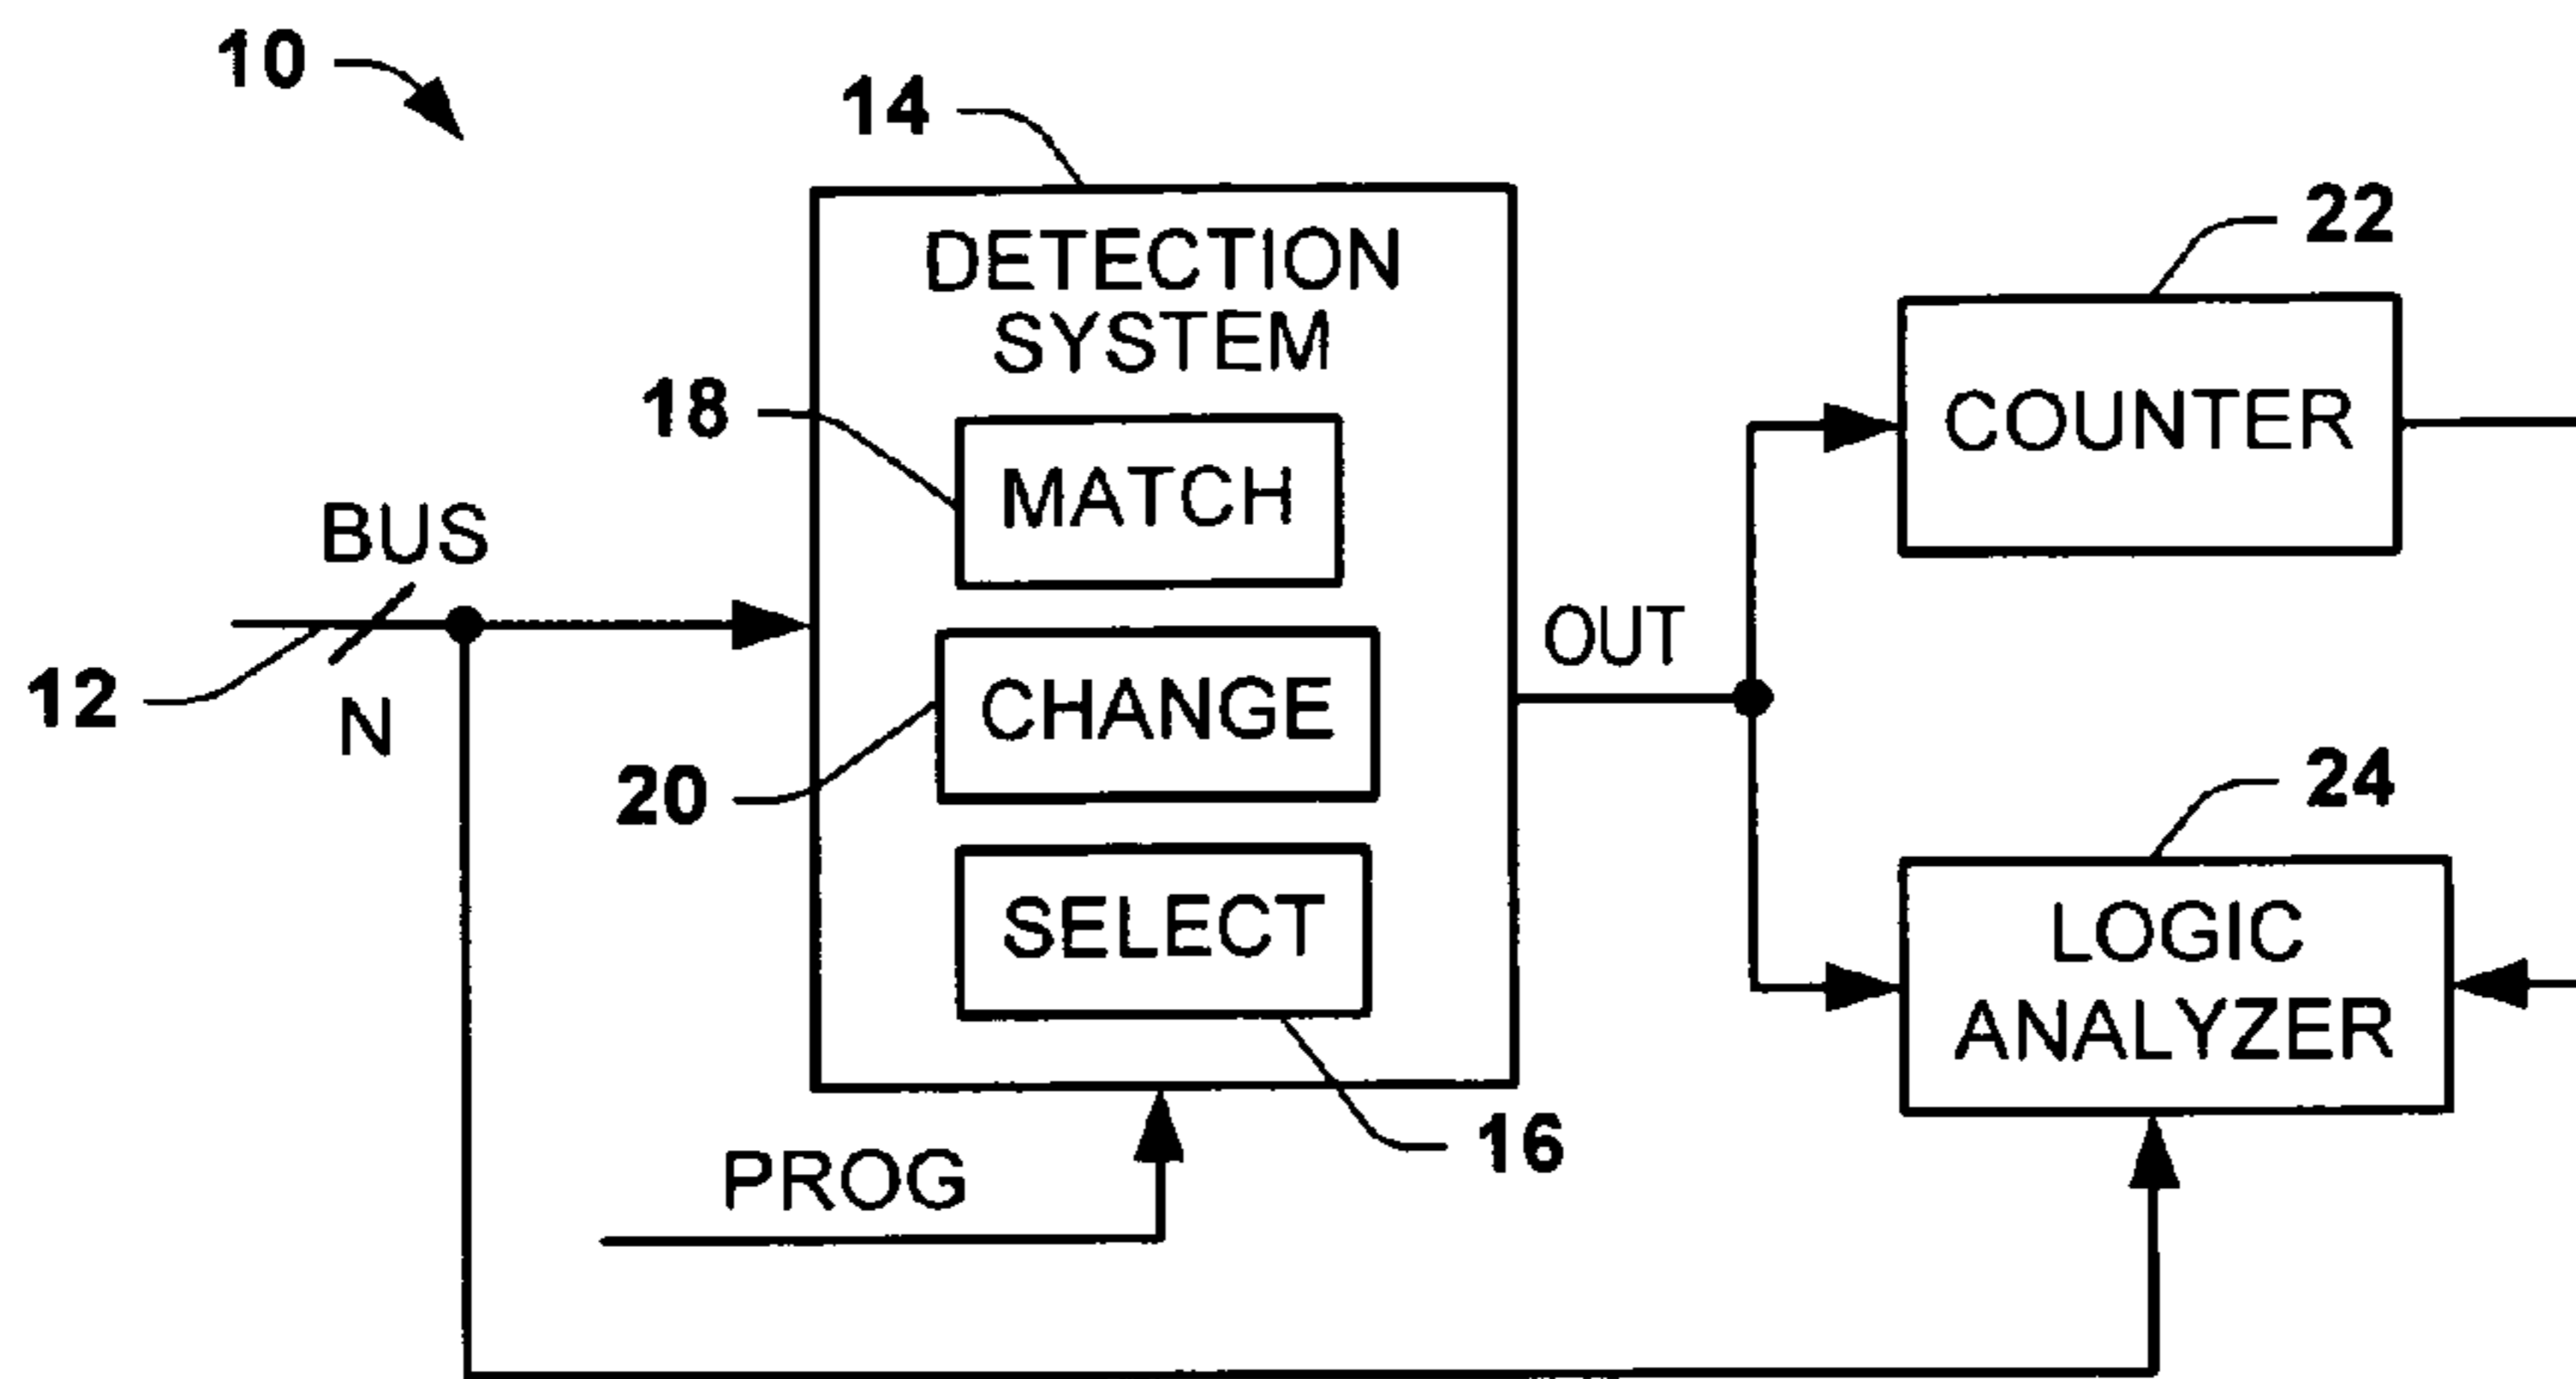 10
14
DETECTION
SYSTEM
22
18
MATCH
COUNTER
BUS
12
N
OUT
CHANGE
20
24
SELECT
LOGIC
ANALYZER
16
PROG